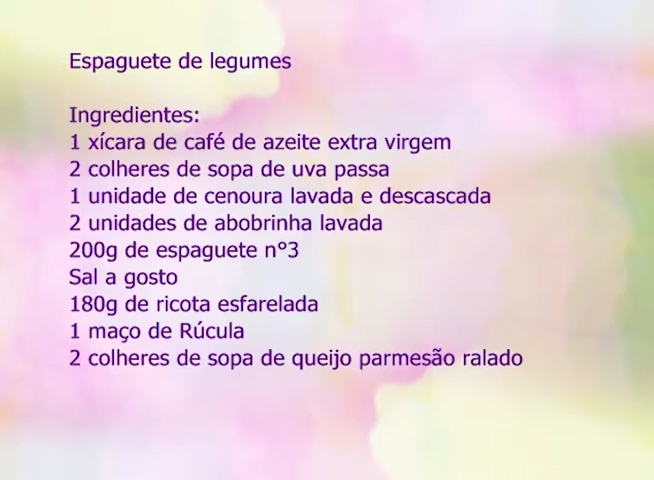 Espaguete de legumes
Ingredientes:
1 xícara de café de azeite extra virgem
2 colheres de sopa de uva passa
1 unidade de cenoura lavada e descascada
2 unidades de abobrinha lavada
200g de espaguete n°3
Sal a gosto
180g de ricota esfarelada
1 maço de Rúcula
2 colheres de sopa de queijo parmesão ralado